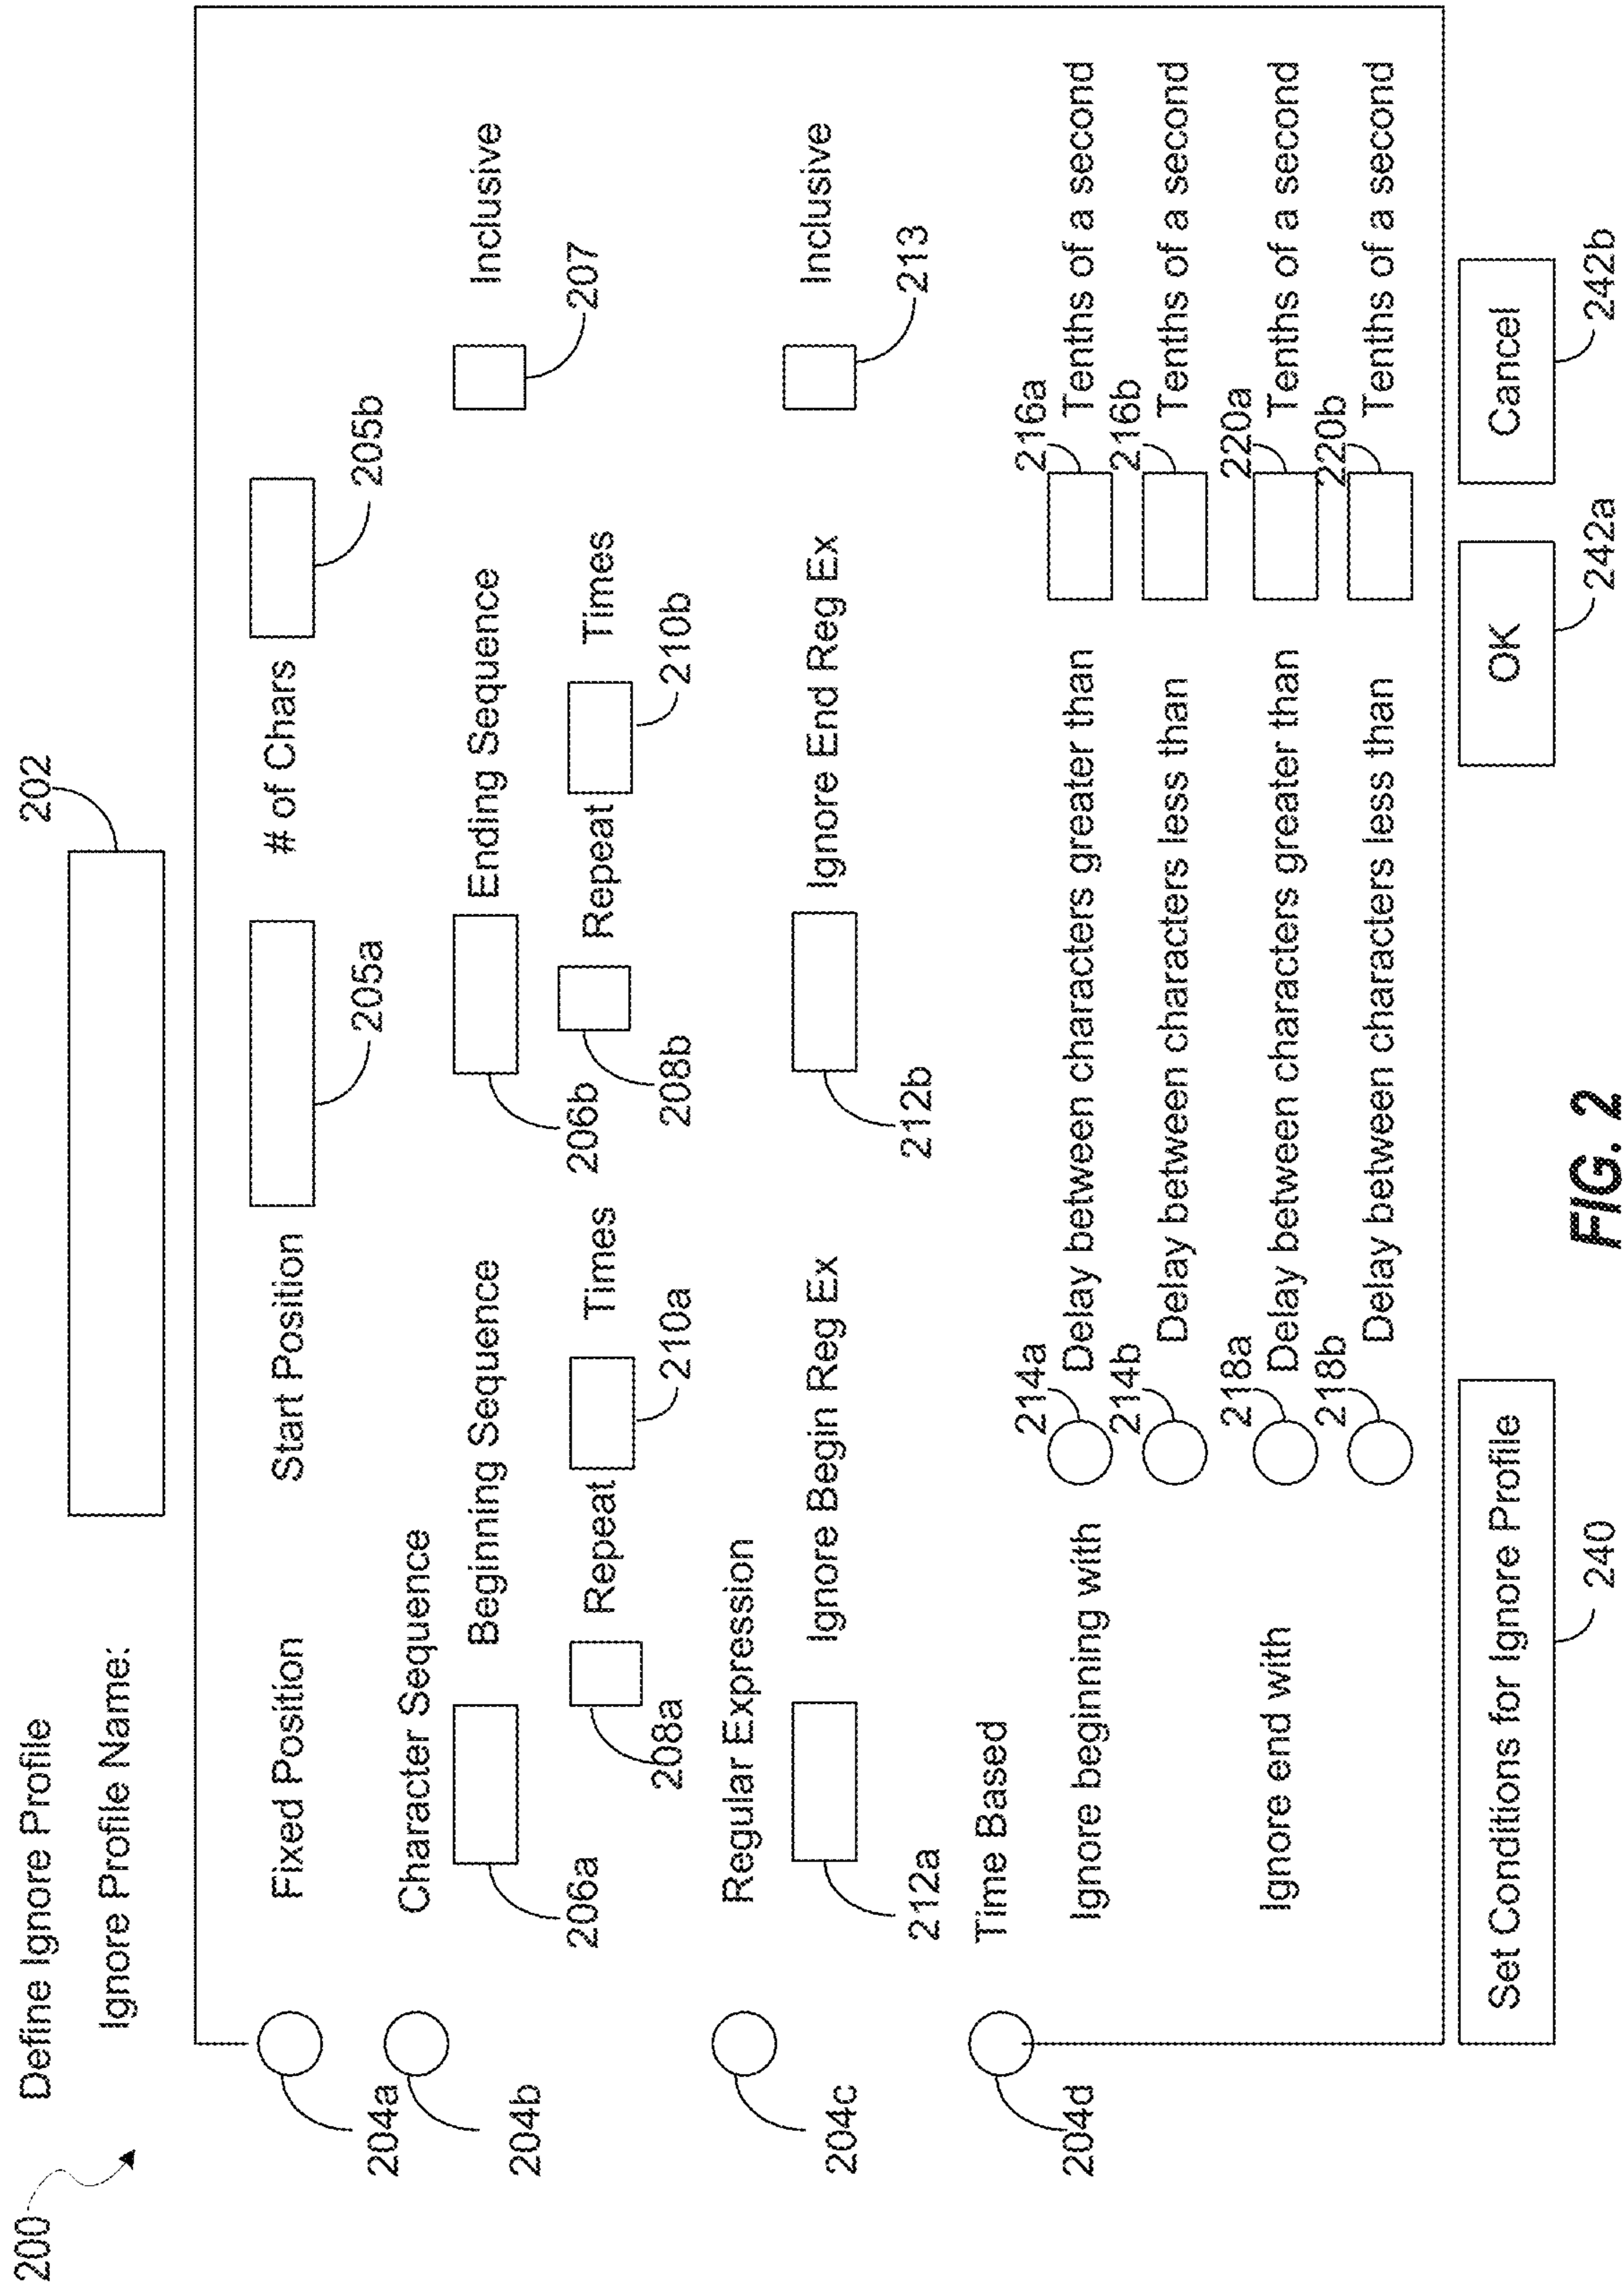 200
Define Ignore Profile
Ignore Profile Name:
202
204a
Fixed Position
Start Position
205a
# of Chars
205b
204b
Character Sequence
206a
Beginning Sequence
206b
Ending Sequence
207
Inclusive
208a
Repeat
210a
Times
208b
Repeat
210b
Times
204c
Regular Expression
212a
Ignore Begin Reg Ex
212b
Ignore End Reg Ex
213
Inclusive
204d
Time Based
Ignore beginning with
214a
Delay between characters greater than
216a
Tenths of a second
214b
Delay between characters less than
216b
Tenths of a second
Ignore end with
218a
Delay between characters greater than
220a
Tenths of a second
218b
Delay between characters less than
220b
Tenths of a second
Set Conditions for Ignore Profile
240
OK
242a
Cancel
242b
FIG. 2